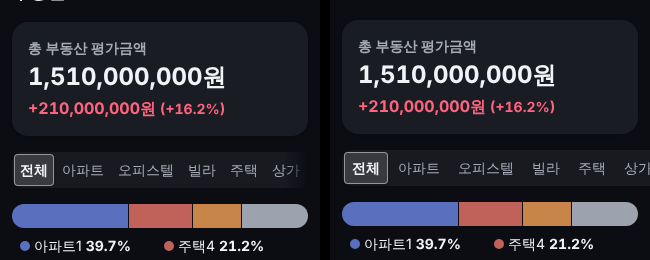 총 부동산 평가금액
1,510,000,000원
+210,000,000원 (+16.2%)
전체 아파트 오피스텔 빌라 주택 상가
아파트1 39.7% 주택4 21.2%
총 부동산 평가금액
1,510,000,000원
+210,000,000원 (+16.2%)
전체 아파트 오피스텔 빌라 주택 상가
아파트1 39.7% 주택4 21.2%